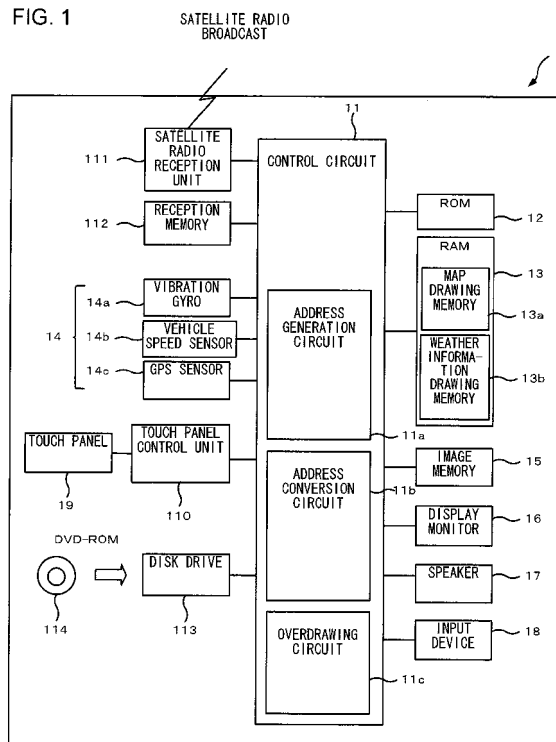 FIG. 1
SATELLITE RADIO
BROADCAST
11
SATELLITE
RADIO
RECEPTION
UNIT
111
CONTROL CIRCUIT
RECEPTION
MEMORY
112
ROM
12
RAM
13
MAP
DRAWING
MEMORY
13a
WEATHER
INFORMA-
TION
DRAWING
MEMORY
13b
14
14a
VIBRATION
GYRO
14b
VEHICLE
SPEED SENSOR
14c
GPS SENSOR
ADDRESS
GENERATION
CIRCUIT
11a
TOUCH PANEL
19
TOUCH PANEL
CONTROL UNIT
110
ADDRESS
CONVERSION
CIRCUIT
11b
IMAGE
MEMORY
15
DISPLAY
MONITOR
16
DVD-ROM
114
DISK DRIVE
113
SPEAKER
17
OVERDRAWING
CIRCUIT
11c
INPUT
DEVICE
18